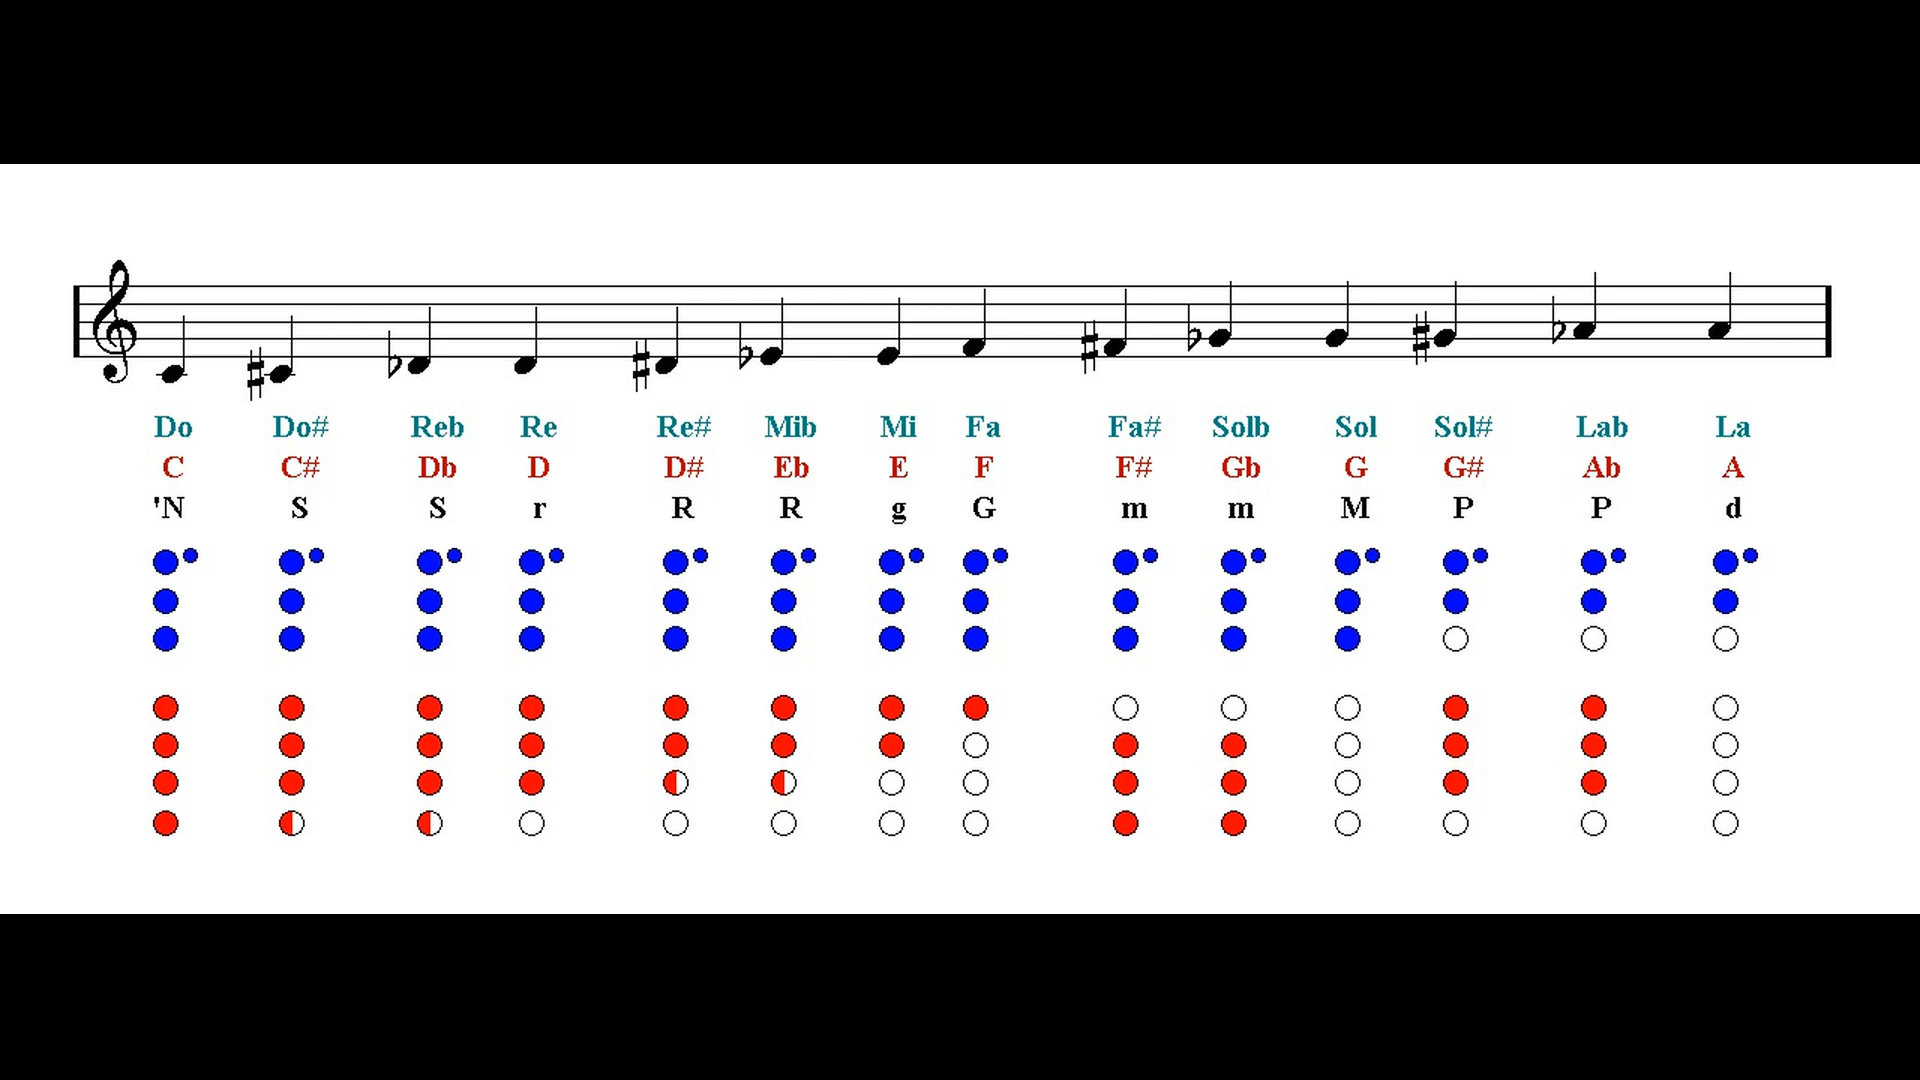 Do Do# Reb Re Re# Mib Mi Fa Fa# Solb Sol Sol# Lab La
C C# Db D D# Eb E F F# Gb G G# Ab A
'N S S r R R g G m m M P P d